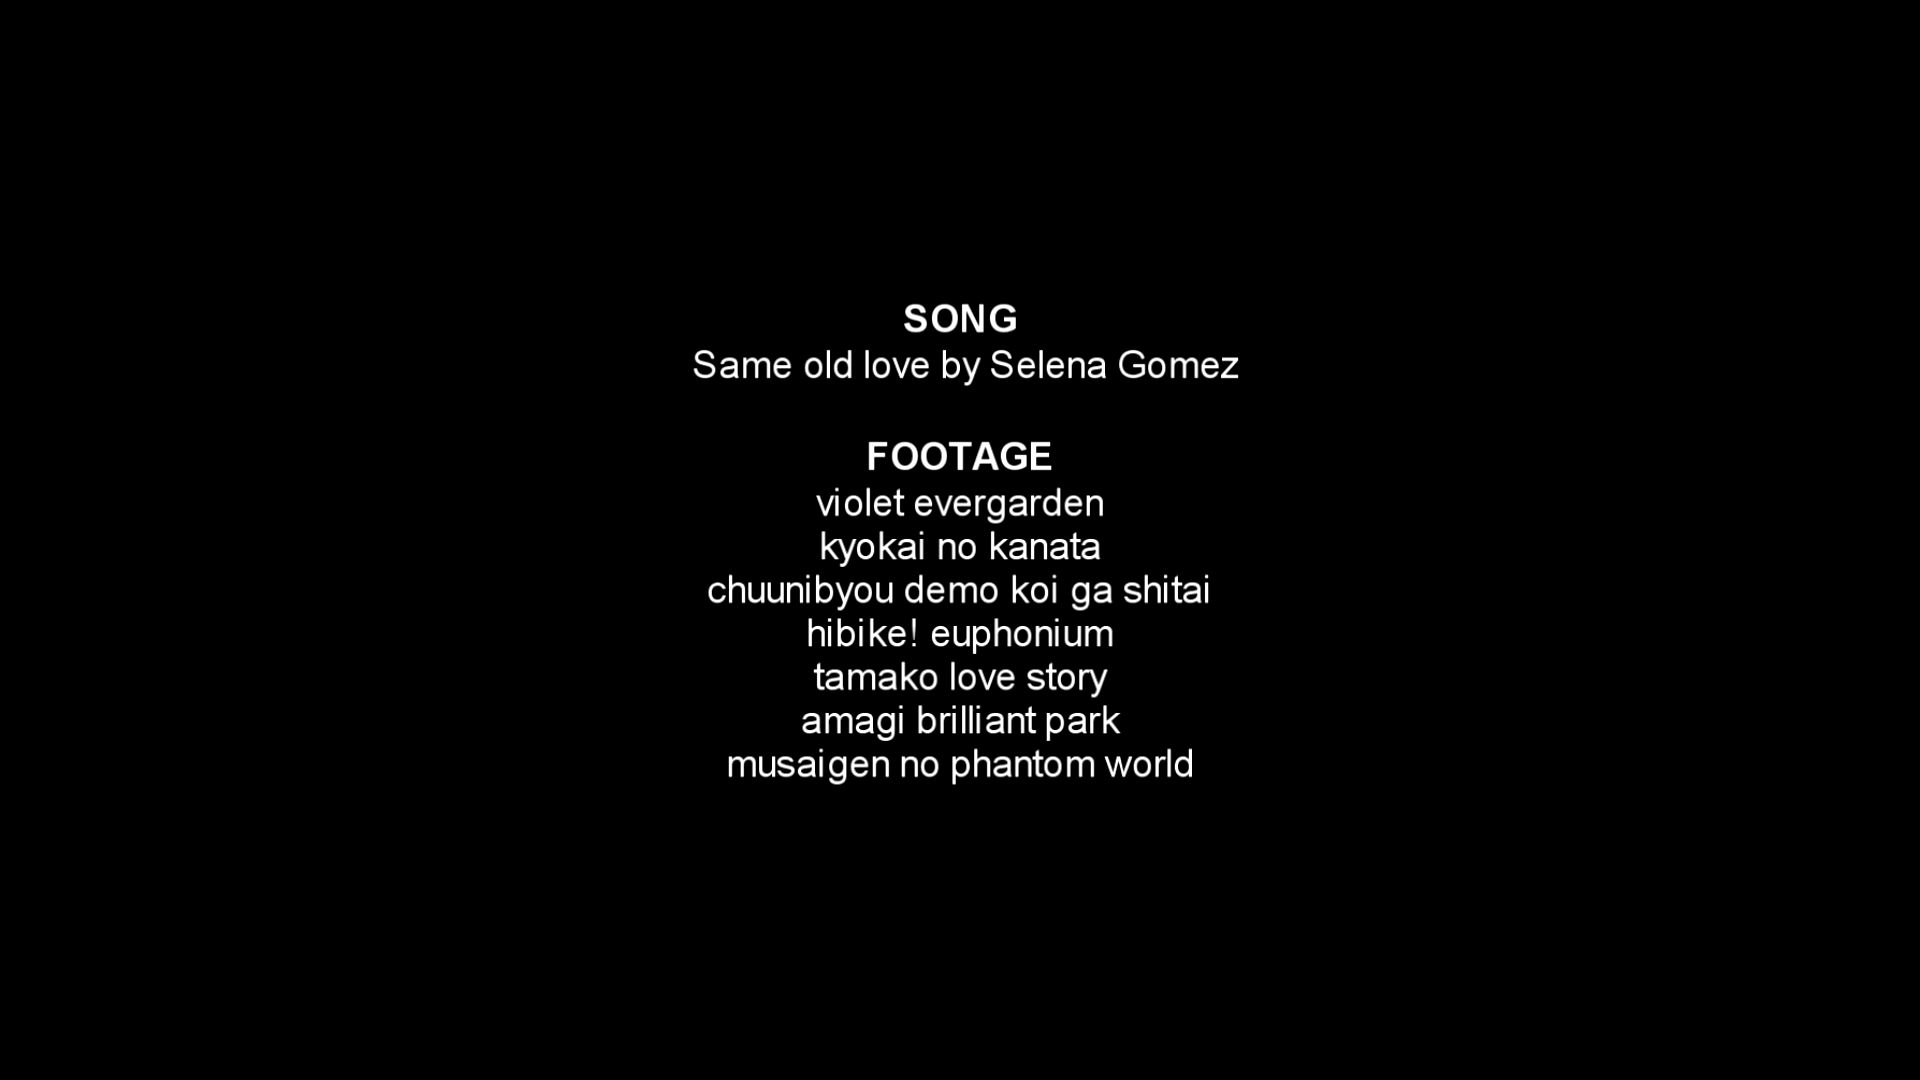 SONG
Same old love by Selena Gomez
FOOTAGE
violet evergarden
kyokai no kanata
chuunibyou demo koi ga shitai
hibike! euphonium
tamako love story
amagi brilliant park
musaigen no phantom world